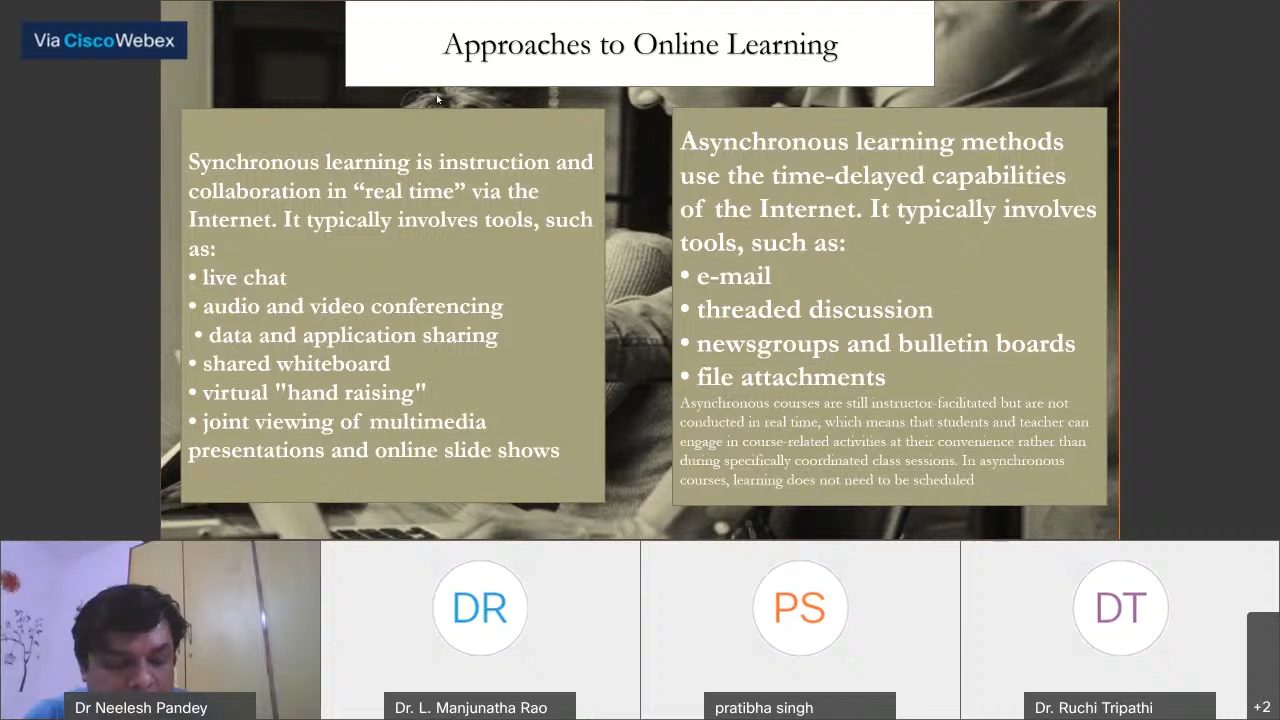 Via Cisco Webex
Approaches to Online Learning
Synchronous learning is instruction and
collaboration in “real time” via the
Internet. It typically involves tools, such
as:
• live chat
• audio and video conferencing
• data and application sharing
• shared whiteboard
• virtual "hand raising"
• joint viewing of multimedia
presentations and online slide shows
Asynchronous learning methods
use the time-delayed capabilities
of the Internet. It typically involves
tools, such as:
• e-mail
• threaded discussion
• newsgroups and bulletin boards
• file attachments
Asynchronous courses are still instructor-facilitated but are not
conducted in real time, which means that students and teacher can
engage in course-related activities at their convenience rather than
during specifically coordinated class sessions. In asynchronous
courses, learning does not need to be scheduled
DR
PS
DT
Dr Neelesh Pandey
Dr. L. Manjunatha Rao
pratibha singh
Dr. Ruchi Tripathi
+2